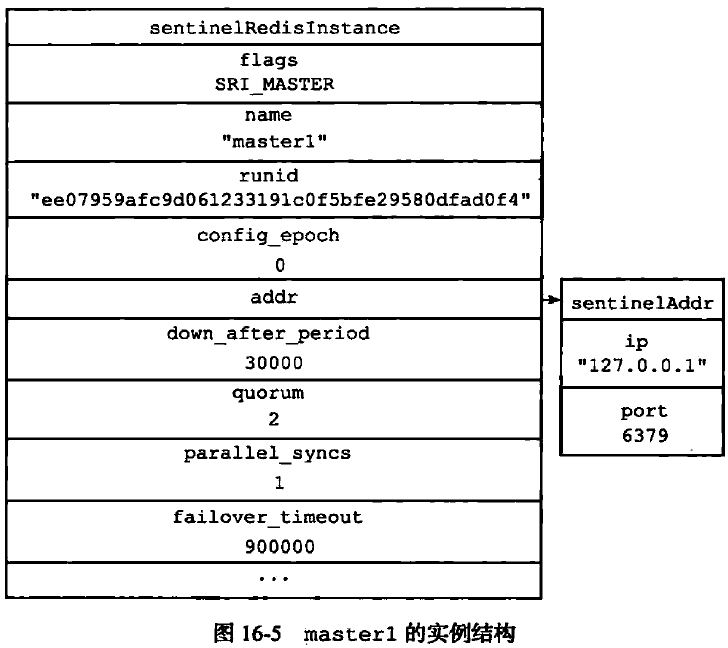 sentinelRedisInstance
flags
SRI_MASTER
name
"master1"
runid
"ee07959afc9d061233191c0f5bfe29580dfad0f4"
config_epoch
0
addr
down_after_period
30000
quorum
2
parallel_syncs
1
failover_timeout
900000
...
sentinelAddr
ip
"127.0.0.1"
port
6379
图 16-5 master1 的实例结构